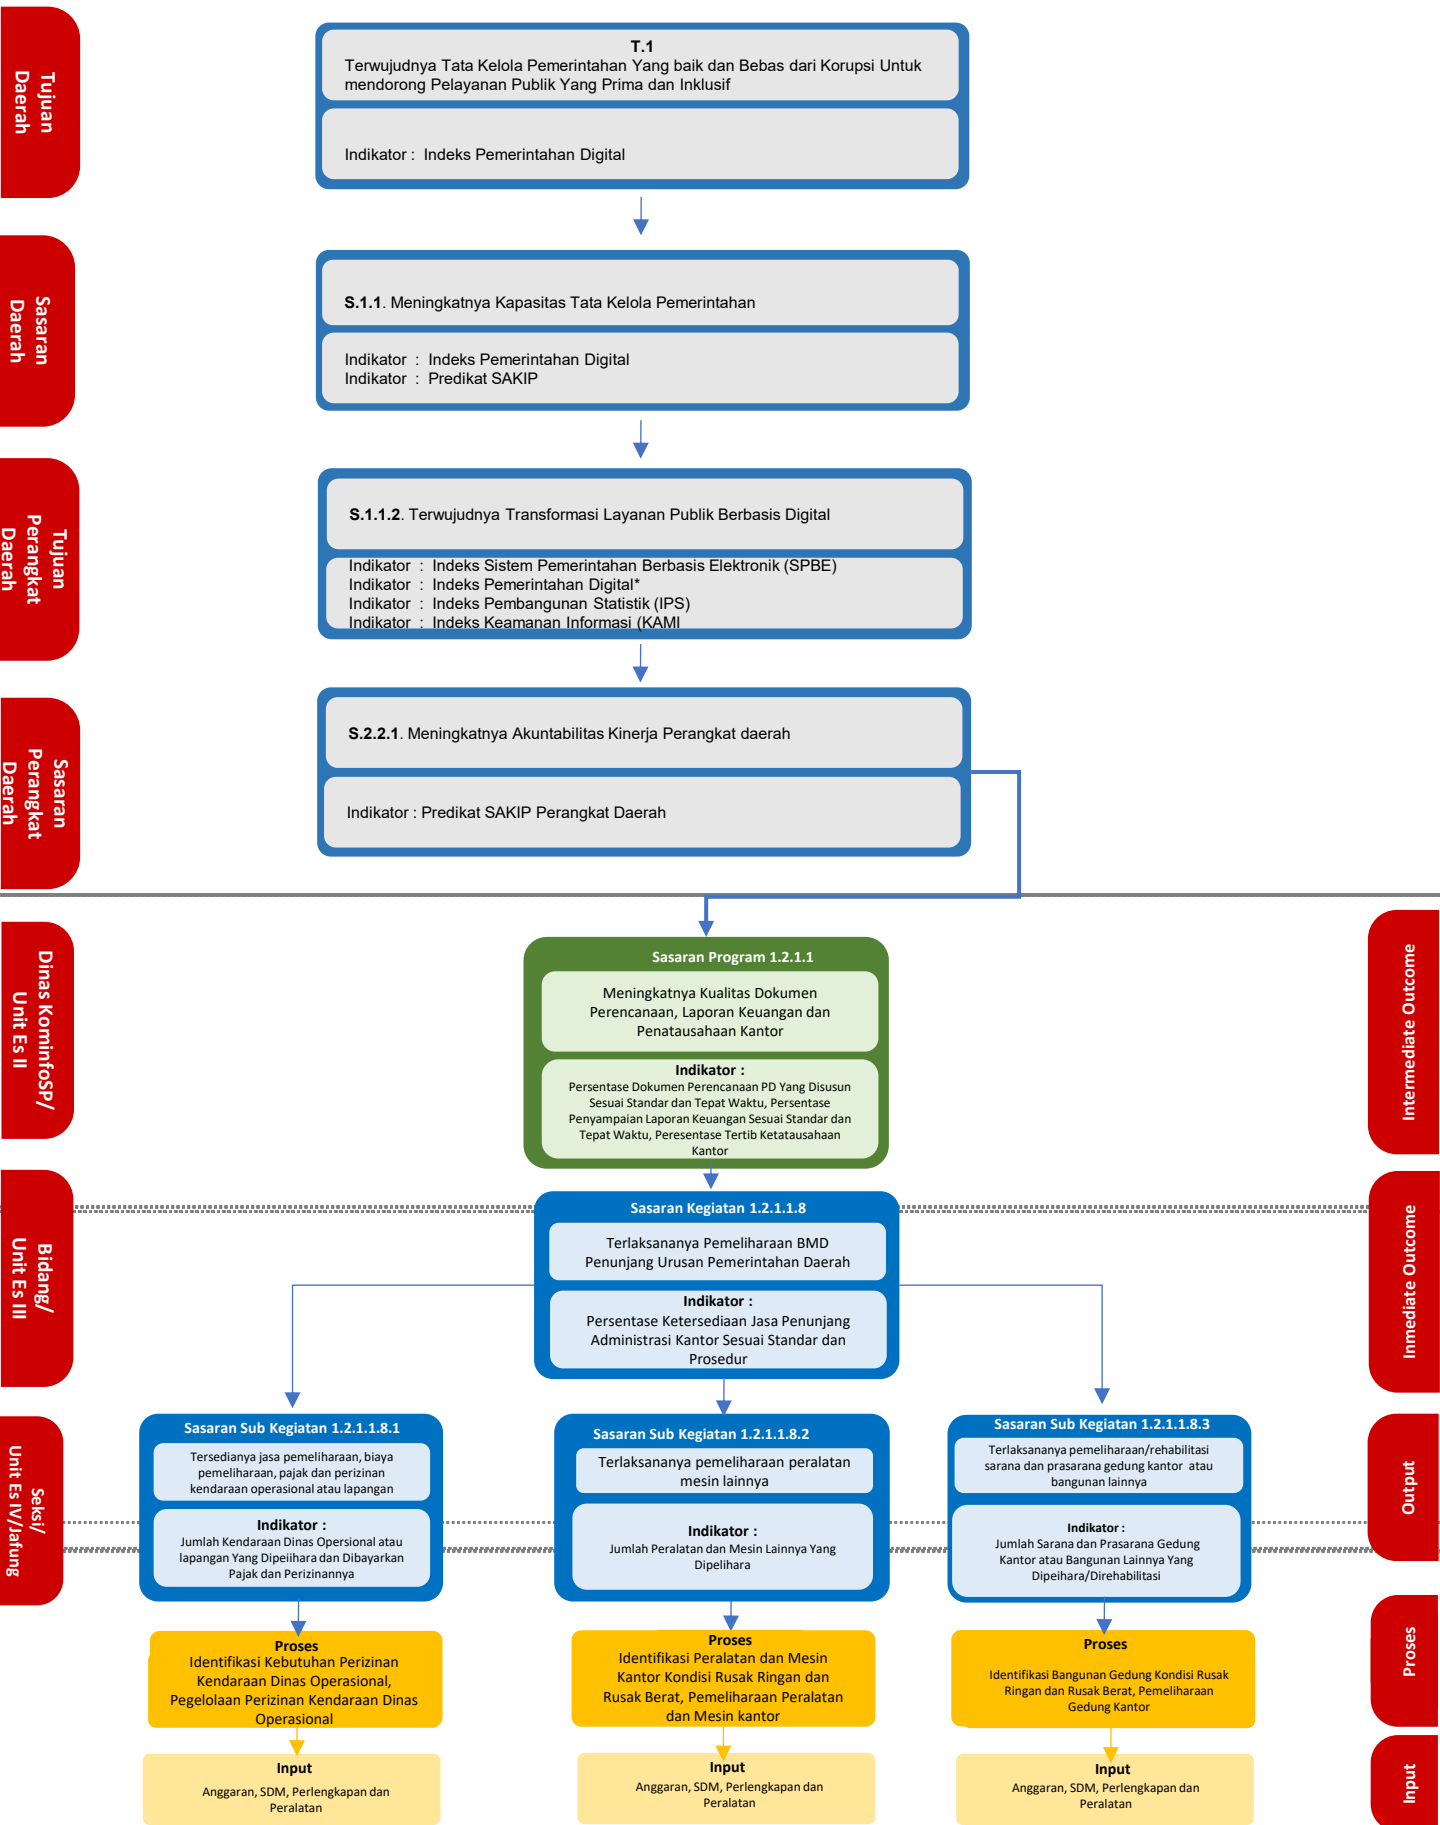 Tujuan
Daerah
T.1
Terwujudnya Tata Kelola Pemerintahan Yang baik dan Bebas dari Korupsi Untuk
mendorong Pelayanan Publik Yang Prima dan Inklusif
Indikator : Indeks Pemerintahan Digital
Sasaran
Daerah
S.1.1. Meningkatnya Kapasitas Tata Kelola Pemerintahan
Indikator : Indeks Pemerintahan Digital
Indikator : Predikat SAKIP
Tujuan
Perangkat
Daerah
S.1.1.2. Terwujudnya Transformasi Layanan Publik Berbasis Digital
Indikator : Indeks Sistem Pemerintahan Berbasis Elektronik (SPBE)
Indikator : Indeks Pemerintahan Digital*
Indikator : Indeks Pembangunan Statistik (IPS)
Indikator : Indeks Keamanan Informasi (KAMI
Sasaran
Perangkat
Daerah
S.2.2.1. Meningkatnya Akuntabilitas Kinerja Perangkat daerah
Indikator : Predikat SAKIP Perangkat Daerah
Dinas KominfoSP/
Unit Es II
Sasaran Program 1.2.1.1
Meningkatnya Kualitas Dokumen
Perencanaan, Laporan Keuangan dan
Penatausahaan Kantor
Indikator :
Persentase Dokumen Perencanaan PD Yang Disusun
Sesuai Standar dan Tepat Waktu, Persentase
Penyampaian Laporan Keuangan Sesuai Standar dan
Tepat Waktu, Peresentase Tertib Ketatausahaan
Kantor
Intermediate Outcome
Bidang/
Unit Es III
Sasaran Kegiatan 1.2.1.1.8
Terlaksananya Pemeliharaan BMD
Penunjang Urusan Pemerintahan Daerah
Indikator :
Persentase Ketersediaan Jasa Penunjang
Administrasi Kantor Sesuai Standar dan
Prosedur
Inmediate Outcome
Seksi/
Unit Es IV/Jafung
Sasaran Sub Kegiatan 1.2.1.1.8.1
Tersedianya jasa pemeliharaan, biaya
pemeliharaan, pajak dan perizinan
kendaraan operasional atau lapangan
Indikator :
Jumlah Kendaraan Dinas Opersional atau
lapangan Yang Dipeiihara dan Dibayarkan
Pajak dan Perizinannya
Sasaran Sub Kegiatan 1.2.1.1.8.2
Terlaksananya pemeliharaan peralatan
mesin lainnya
Indikator :
Jumlah Peralatan dan Mesin Lainnya Yang
Dipelihara
Sasaran Sub Kegiatan 1.2.1.1.8.3
Terlaksananya pemeliharaan/rehabilitasi
sarana dan prasarana gedung kantor atau
bangunan lainnya
Indikator :
Jumlah Sarana dan Prasarana Gedung
Kantor atau Bangunan Lainnya Yang
Dipeihara/Direhabilitasi
Output
Proses
Identifikasi Kebutuhan Perizinan
Kendaraan Dinas Operasional,
Pegelolaan Perizinan Kendaraan Dinas
Operasional
Proses
Identifikasi Peralatan dan Mesin
Kantor Kondisi Rusak Ringan dan
Rusak Berat, Pemeliharaan Peralatan
dan Mesin kantor
Proses
Identifikasi Bangunan Gedung Kondisi Rusak
Ringan dan Rusak Berat, Pemeliharaan
Gedung Kantor
Proses
Input
Anggaran, SDM, Perlengkapan dan
Peralatan
Input
Anggaran, SDM, Perlengkapan dan
Peralatan
Input
Anggaran, SDM, Perlengkapan dan
Peralatan
Input